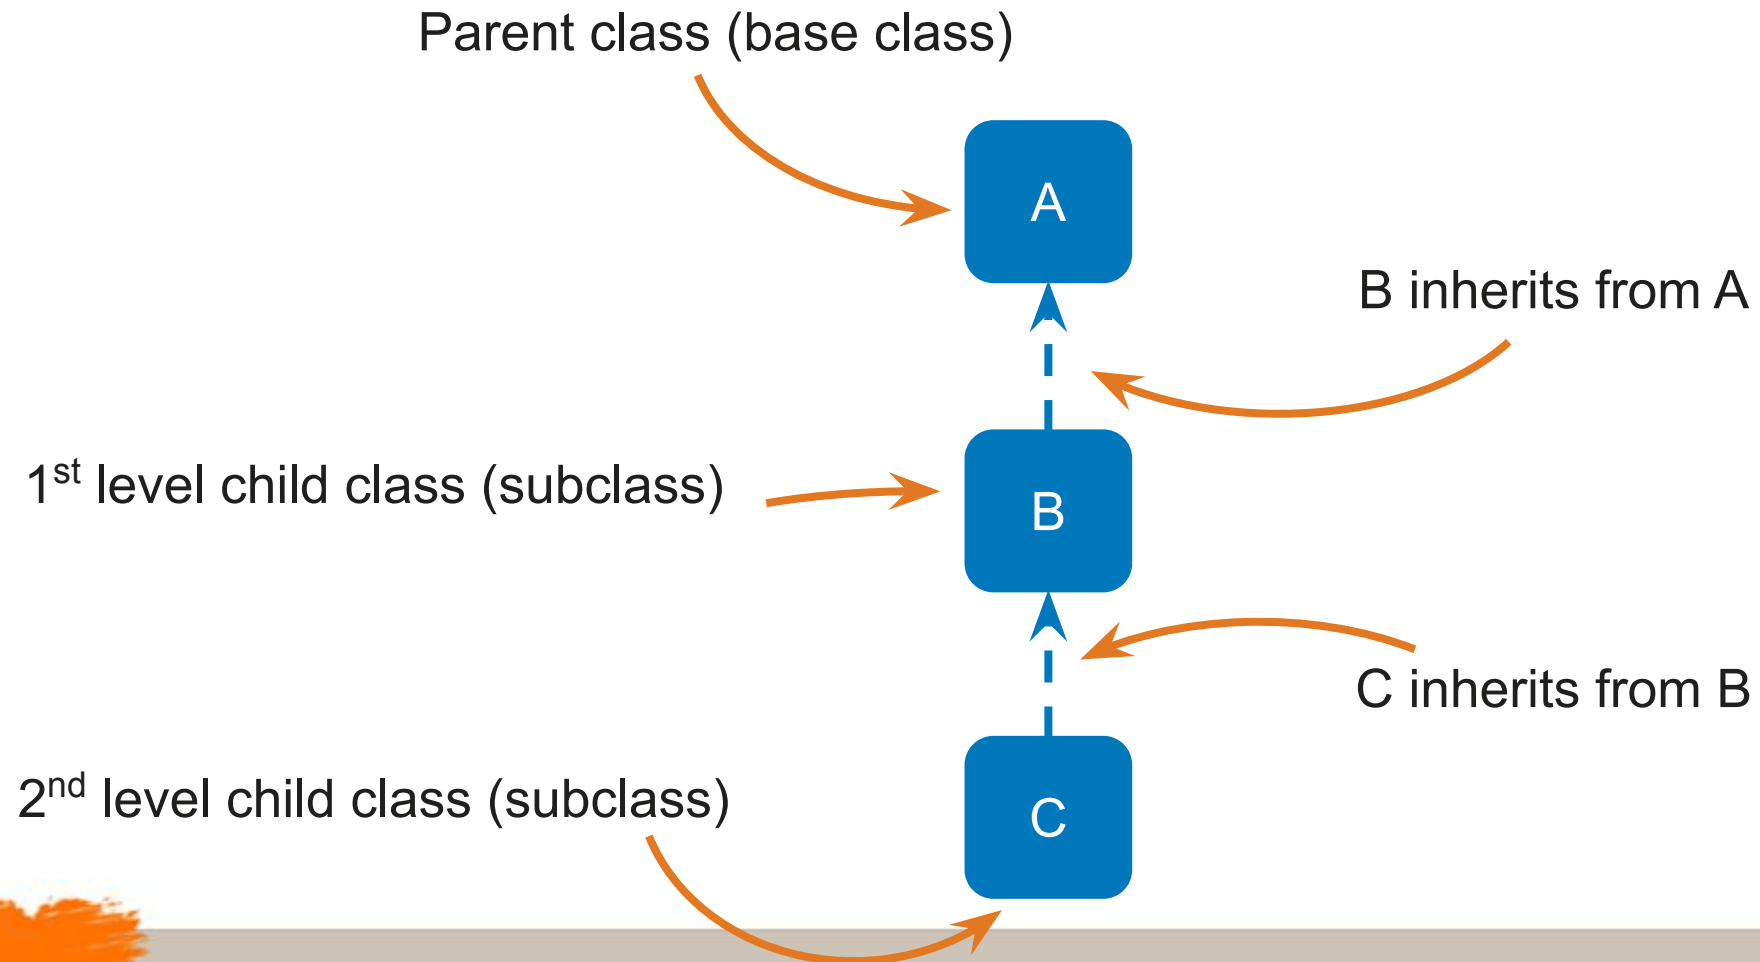 Parent class (base class)
A
B inherits from A
1st level child class (subclass)
B
C inherits from B
2nd level child class (subclass)
C